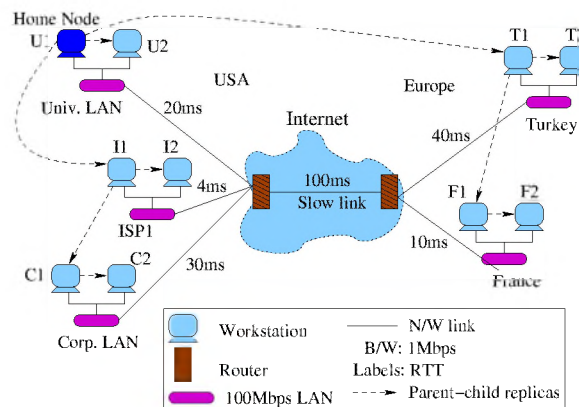 Home Node
U1 U2 T1
USA
Univ. LAN
Europe
20ms
Internet
40ms
Turkey
I1 I2
4ms
100ms
Slow link
F1 F2
ISP1
10ms
C1 C2
30ms
France
Corp. LAN
Workstation
Router
100Mbps LAN
N/W link
B/W: 1Mbps
Labels: RTT
Parent-child replicas